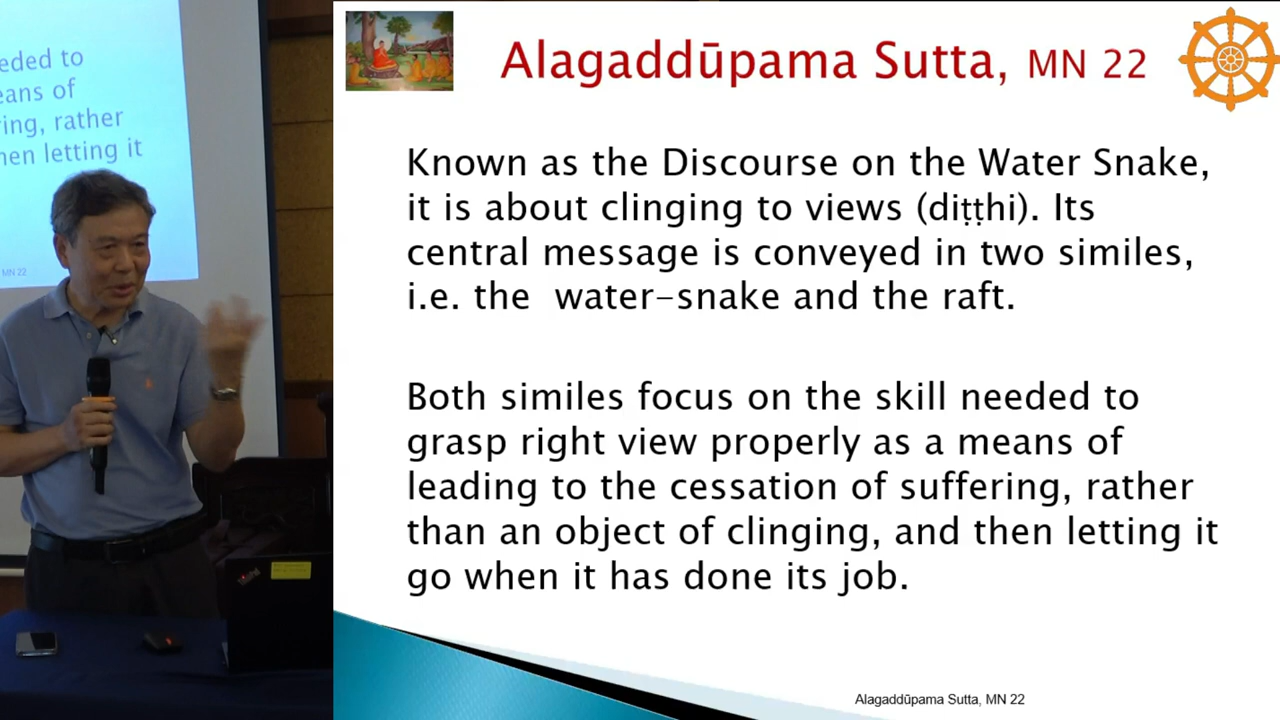 eded to
eans of
ring, rather
hen letting it
MN 22
Alagaddūpama Sutta, MN 22
Known as the Discourse on the Water Snake,
it is about clinging to views (diṭṭhi). Its
central message is conveyed in two similes,
i.e. the water-snake and the raft.
Both similes focus on the skill needed to
grasp right view properly as a means of
leading to the cessation of suffering, rather
than an object of clinging, and then letting it
go when it has done its job.
Alagaddūpama Sutta, MN 22